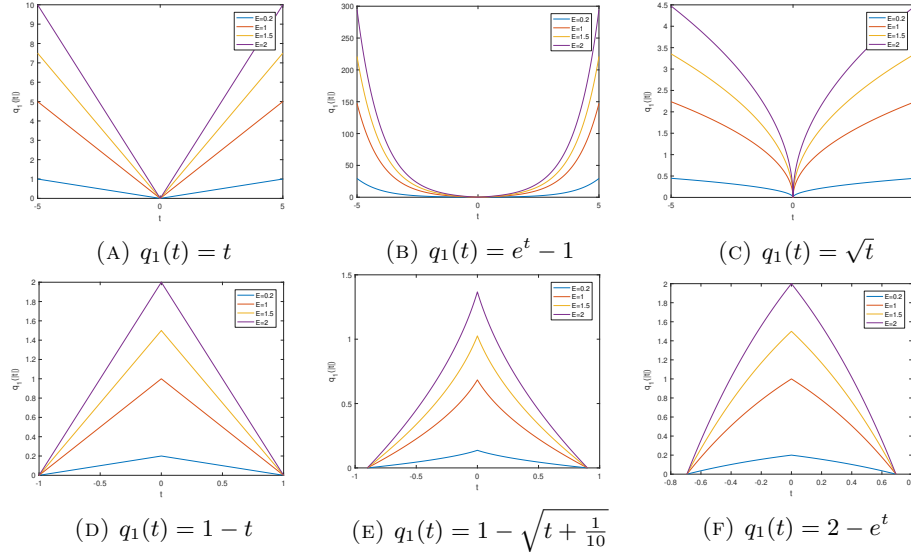 10
9
8
7
6
5
4
3
2
1
0
q₁(|t|)
E=0.2
E=1
E=1.5
E=2
-5 0 5
t
(A) q₁(t) = t
300
250
200
150
100
50
0
q₁(|t|)
E=0.2
E=1
E=1.5
E=2
-5 0 5
t
(B) q₁(t) = eᵗ − 1
4.5
4
3.5
3
2.5
2
1.5
1
0.5
0
q₁(|t|)
E=0.2
E=1
E=1.5
E=2
-5 0
t
(C) q₁(t) = √t
2
1.8
1.6
1.4
1.2
1
0.8
0.6
0.4
0.2
0
q₁(|t|)
E=0.2
E=1
E=1.5
E=2
-1 -0.5 0 0.5 1
t
(D) q₁(t) = 1 − t
1.5
1
0.5
0
q₁(|t|)
E=0.2
E=1
E=1.5
E=2
-1 -0.5 0 0.5 1
t
(E) q₁(t) = 1 − √(t + 1/10)
2
1.8
1.6
1.4
1.2
1
0.8
0.6
0.4
0.2
0
q₁(|t|)
E=0.2
E=1
E=1.5
E=2
-0.8 -0.6 -0.4 -0.2 0 0.2 0.4 0.6 0.8
t
(F) q₁(t) = 2 − eᵗ